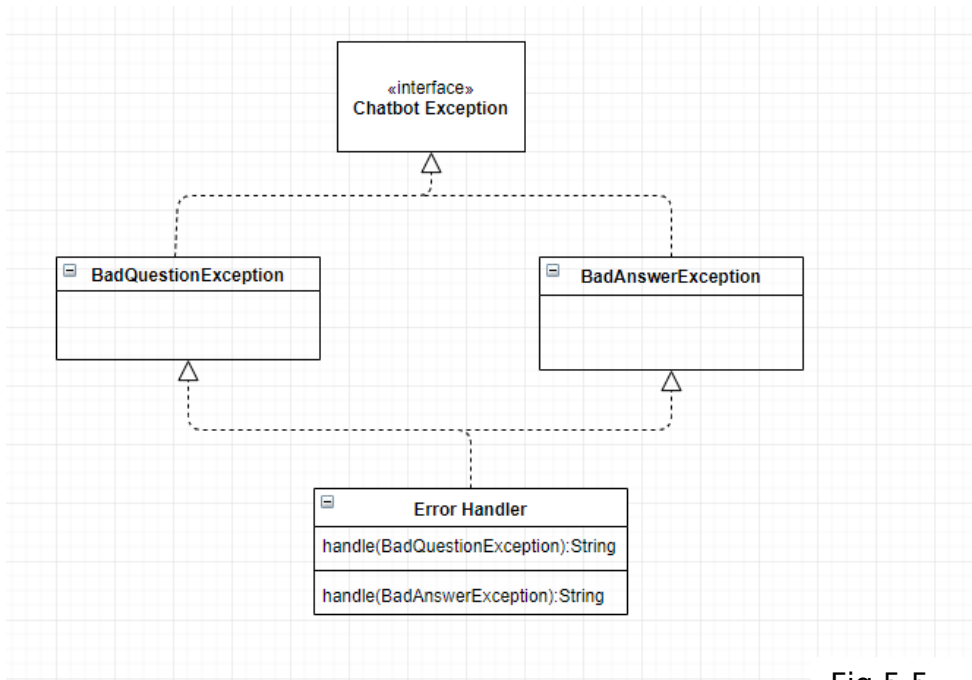 «interface»
Chatbot Exception
BadQuestionException
BadAnswerException
Error Handler
handle(BadQuestionException):String
handle(BadAnswerException):String
Fig 5.5